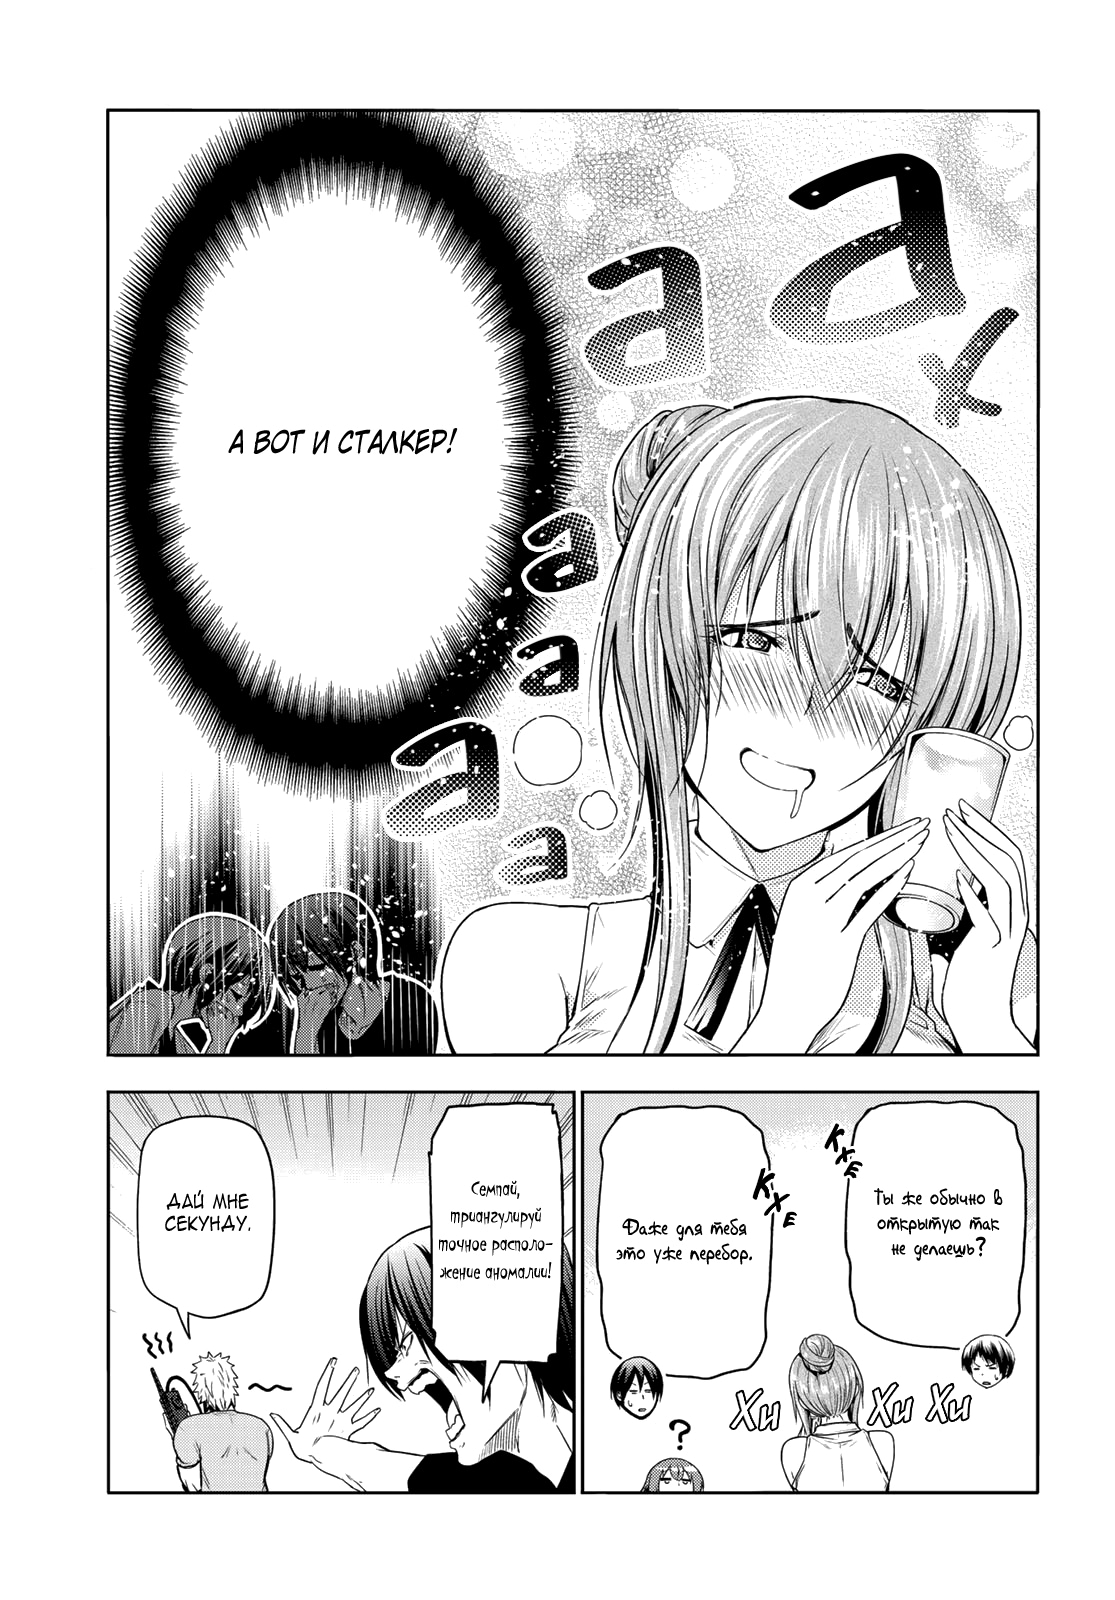 А ВОТ И СТАЛКЕР!
а
а
х
а
а
а
а
Ты же обычно в
открытую так
не делаешь?
КХЕ
Даже для тебя
это уже перебор.
КХЕ
Хи
Хи Хи
?
Семпай,
триангулируй
точное располо-
жение аномалии!
ДАЙ МНЕ
СЕКУНДУ.